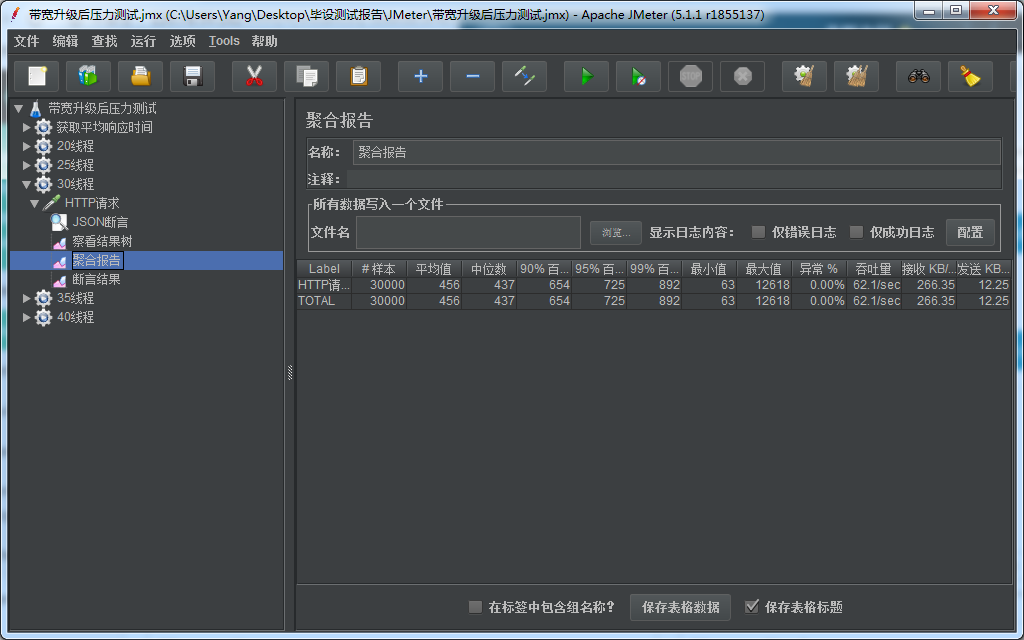 带宽升级后压力测试.jmx (C:\Users\Yang\Desktop\毕设测试报告\JMeter\带宽升级后压力测试.jmx) - Apache JMeter (5.1.1 r1855137)
文件 编辑 查找 运行 选项 Tools 帮助
STOP
带宽升级后压力测试
获取平均响应时间
20线程
25线程
30线程
HTTP请求
JSON断言
察看结果树
聚合报告
断言结果
35线程
40线程
聚合报告
名称： 聚合报告
注释：
所有数据写入一个文件
文件名 浏览... 显示日志内容： 仅错误日志 仅成功日志 配置
Label # 样本 平均值 中位数 90% 百... 95% 百... 99% 百... 最小值 最大值 异常 % 吞吐量 接收 KB/... 发送 KB...
HTTP请... 30000 456 437 654 725 892 63 12618 0.00% 62.1/sec 266.35 12.25
TOTAL 30000 456 437 654 725 892 63 12618 0.00% 62.1/sec 266.35 12.25
在标签中包含组名称? 保存表格数据 保存表格标题